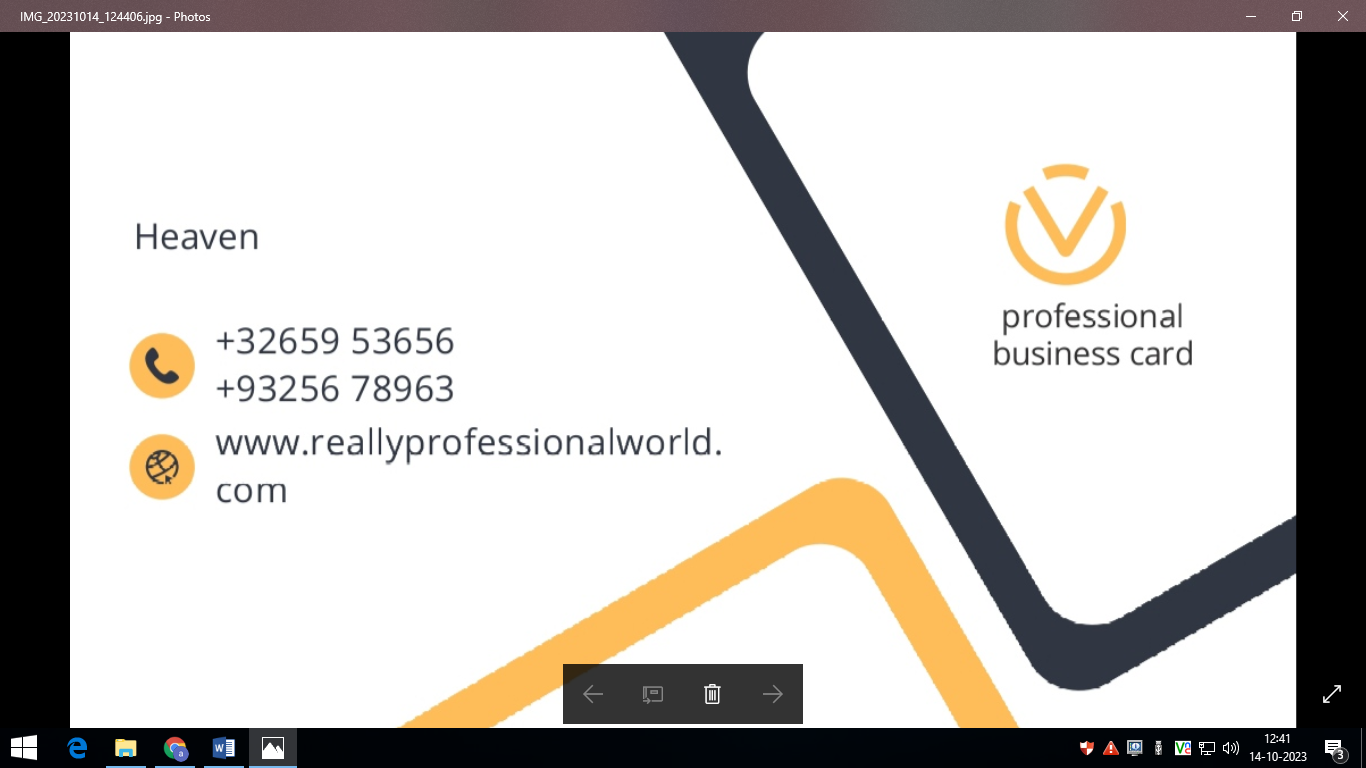 IMG_20231014_124406.jpg - Photos
Heaven
+32659 53656
+93256 78963
www.reallyprofessionalworld.
com
professional
business card
12:41
14-10-2023
3